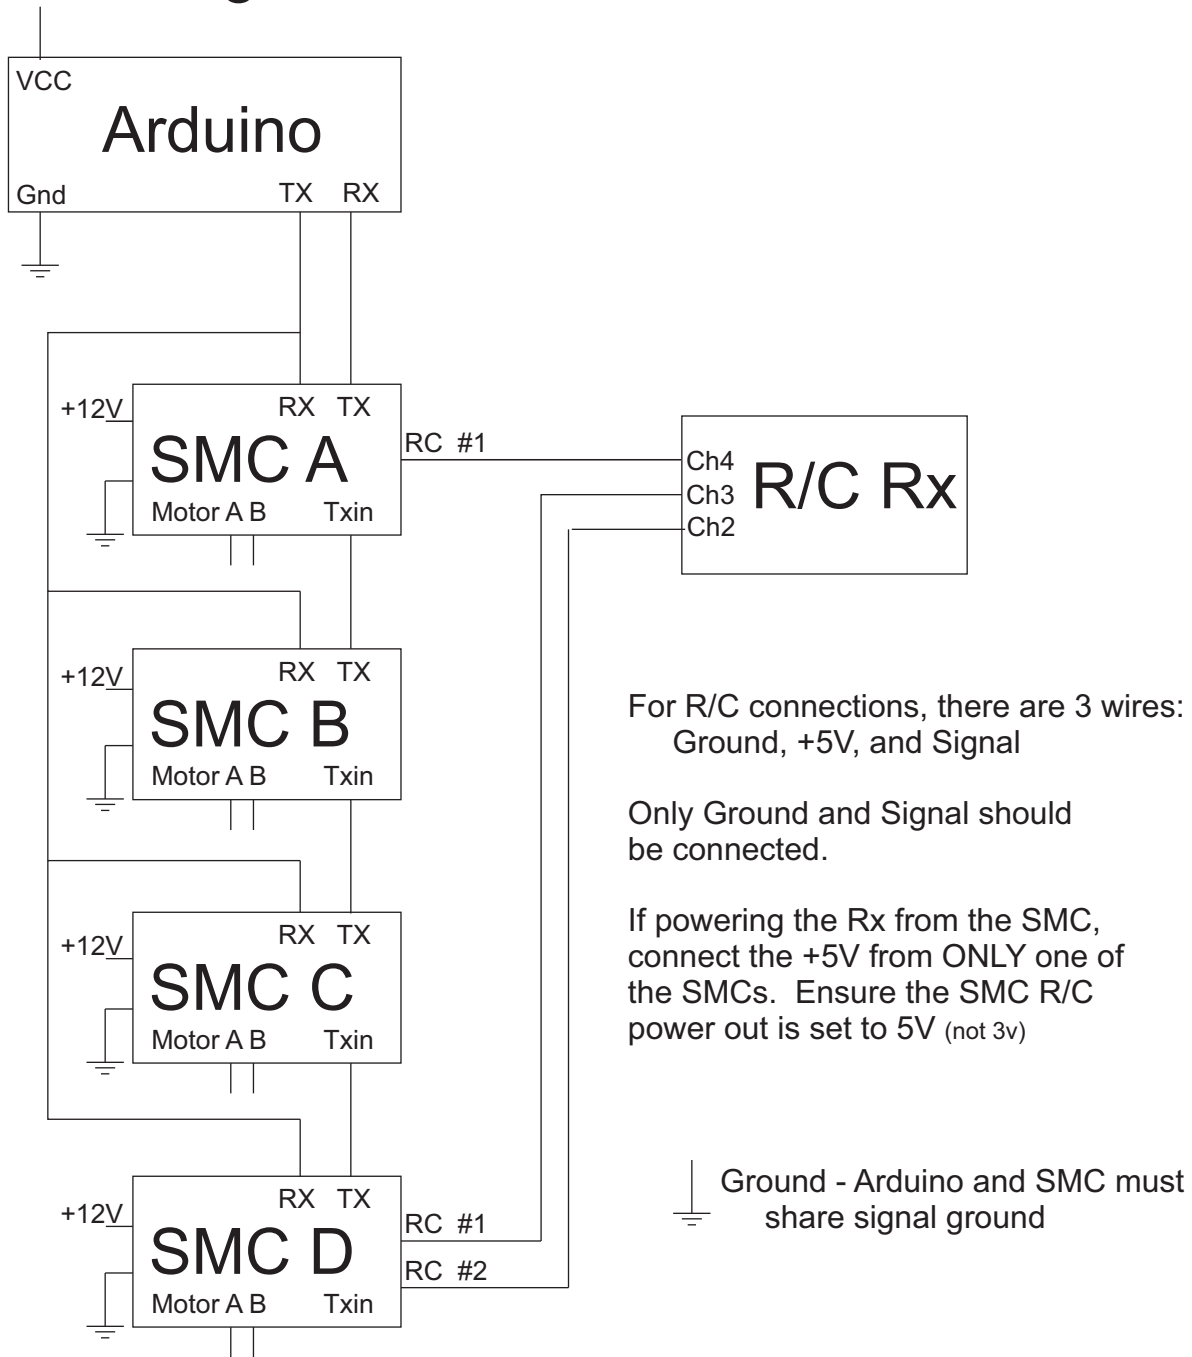 VCC
Arduino
Gnd TX RX
+12V RX TX
SMC A
RC #1
Motor A B Txin
Ch4
Ch3
Ch2
R/C Rx
+12V RX TX
SMC B
Motor A B Txin
For R/C connections, there are 3 wires:
Ground, +5V, and Signal
Only Ground and Signal should
be connected.
If powering the Rx from the SMC,
connect the +5V from ONLY one of
the SMCs. Ensure the SMC R/C
power out is set to 5V (not 3v)
+12V RX TX
SMC C
Motor A B Txin
Ground - Arduino and SMC must
share signal ground
+12V RX TX
SMC D
RC #1
RC #2
Motor A B Txin